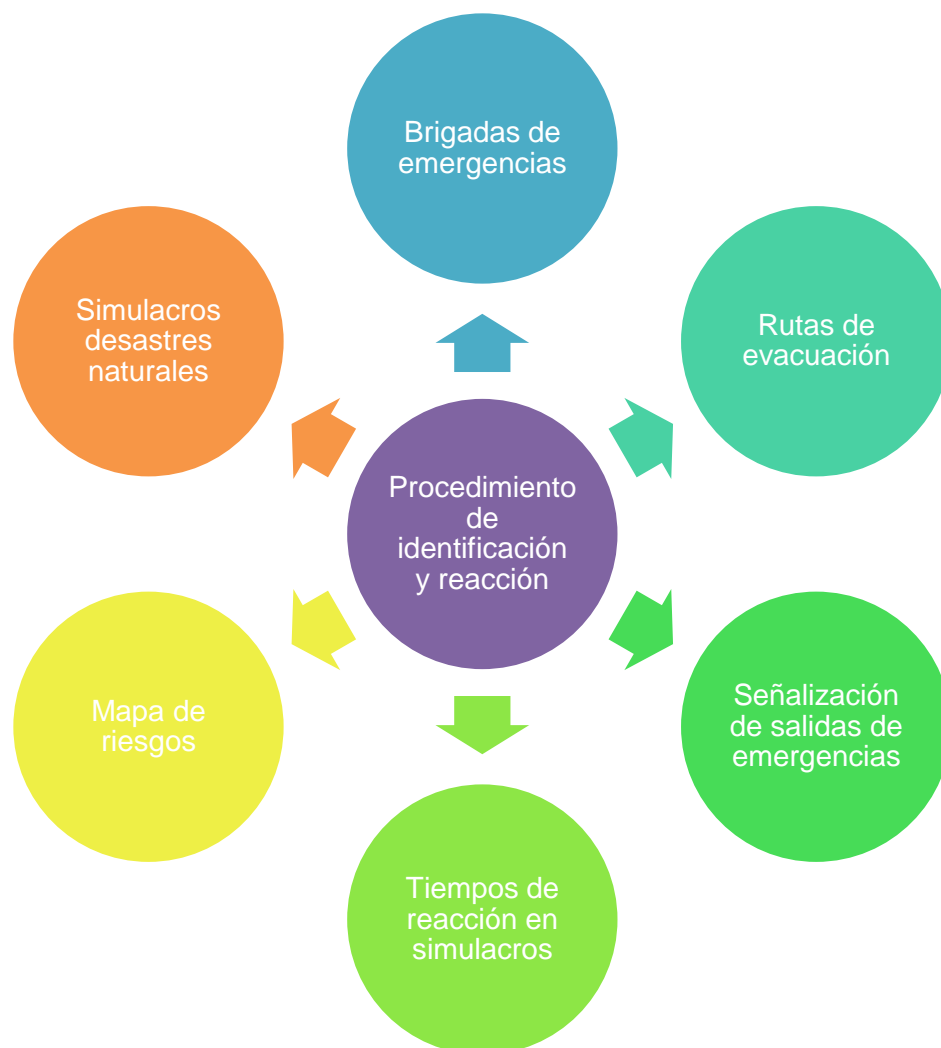 Brigadas de
emergencias
Simulacros
desastres
naturales
Rutas de
evacuación
Procedimiento
de
identificación
y reacción
Mapa de
riesgos
Señalización
de salidas de
emergencias
Tiempos de
reacción en
simulacros